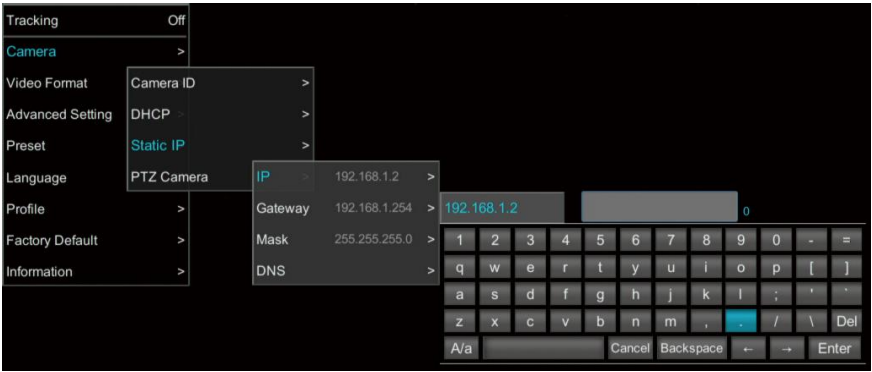 Tracking Off
Camera >
Video Format
Advanced Setting
Preset
Language
Profile >
Factory Default >
Information >
Camera ID >
DHCP > >
Static IP >
PTZ Camera
IP > 192.168.1.2 >
Gateway 192.168.1.254 >
Mask 255.255.255.0 >
DNS >
192.168.1.2 0
1 2 3 4 5 6 7 8 9 0 - =
q w e r t y u i o p [ ]
a s d f g h j k l ; ' `
z x c v b n m , . / \ Del
A/a Cancel Backspace ← → Enter